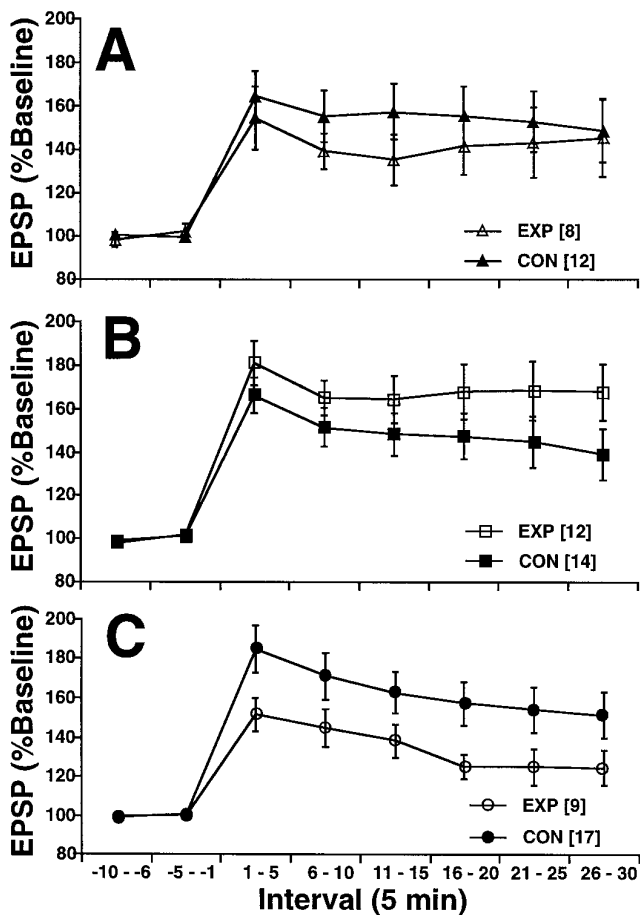 A
EPSP (%Baseline)
200
180
160
140
120
100
80
EXP [8]
CON [12]
B
EPSP (%Baseline)
200
180
160
140
120
100
80
EXP [12]
CON [14]
C
EPSP (%Baseline)
200
180
160
140
120
100
80
EXP [9]
CON [17]
-10 - -6 -5 - -1 1 - 5 6 - 10 11 - 15 16 - 20 21 - 25 26 - 30
Interval (5 min)